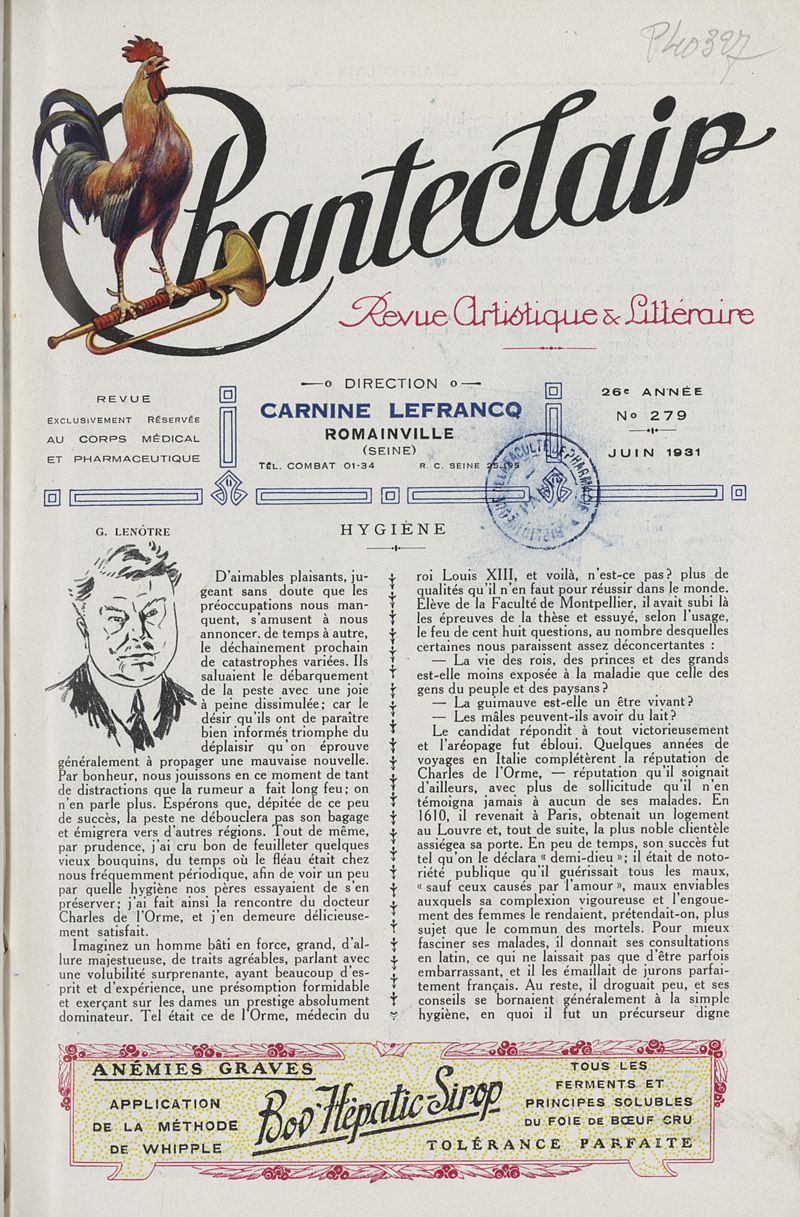 P40397
Chanteclair
Revue Artistique & Littéraire
REVUE
EXCLUSIVEMENT RÉSERVÉE
AU CORPS MÉDICAL
ET PHARMACEUTIQUE
DIRECTION
CARNINE LEFRANCQ
ROMAINVILLE
(SEINE)
TÉL. COMBAT 01-34 R. C. SEINE 25.195
26e ANNÉE
No 279
JUIN 1931
FACULTÉ DE PHARMACIE
G. LENÔTRE
HYGIÈNE
D'aimables plaisants, ju-
geant sans doute que les
préoccupations nous man-
quent, s'amusent à nous
annoncer, de temps à autre,
le déchainement prochain
de catastrophes variées. Ils
saluaient le débarquement
de la peste avec une joie
à peine dissimulée; car le
désir qu'ils ont de paraître
bien informés triomphe du
déplaisir qu'on éprouve
généralement à propager une mauvaise nouvelle.
Par bonheur, nous jouissons en ce moment de tant
de distractions que la rumeur a fait long feu; on
n'en parle plus. Espérons que, dépitée de ce peu
de succès, la peste ne débouclera pas son bagage
et émigrera vers d'autres régions. Tout de même,
par prudence, j'ai cru bon de feuilleter quelques
vieux bouquins, du temps où le fléau était chez
nous fréquemment périodique, afin de voir un peu
par quelle hygiène nos pères essayaient de s'en
préserver; j'ai fait ainsi la rencontre du docteur
Charles de l'Orme, et j'en demeure délicieuse-
ment satisfait.
Imaginez un homme bâti en force, grand, d'al-
lure majestueuse, de traits agréables, parlant avec
une volubilité surprenante, ayant beaucoup d'es-
prit et d'expérience, une présomption formidable
et exerçant sur les dames un prestige absolument
dominateur. Tel était ce de l'Orme, médecin du
roi Louis XIII, et voilà, n'est-ce pas? plus de
qualités qu'il n'en faut pour réussir dans le monde.
Élève de la Faculté de Montpellier, il avait subi là
les épreuves de la thèse et essuyé, selon l'usage,
le feu de cent huit questions, au nombre desquelles
certaines nous paraissent assez déconcertantes :
— La vie des rois, des princes et des grands
est-elle moins exposée à la maladie que celle des
gens du peuple et des paysans?
— La guimauve est-elle un être vivant?
— Les mâles peuvent-ils avoir du lait?
Le candidat répondit à tout victorieusement
et l'aréopage fut ébloui. Quelques années de
voyages en Italie complétèrent la réputation de
Charles de l'Orme, — réputation qu'il soignait
d'ailleurs, avec plus de sollicitude qu'il n'en
témoigna jamais à aucun de ses malades. En
1610, il revenait à Paris, obtenait un logement
au Louvre et, tout de suite, la plus noble clientèle
assiégea sa porte. En peu de temps, son succès fut
tel qu'on le déclara « demi-dieu »; il était de noto-
riété publique qu'il guérissait tous les maux,
« sauf ceux causés par l'amour », maux enviables
auxquels sa complexion vigoureuse et l'engoue-
ment des femmes le rendaient, prétendait-on, plus
sujet que le commun des mortels. Pour mieux
fasciner ses malades, il donnait ses consultations
en latin, ce qui ne laissait pas que d'être parfois
embarrassant, et il les émaillait de jurons parfai-
tement français. Au reste, il droguait peu, et ses
conseils se bornaient généralement à la simple
hygiène, en quoi il fut un précurseur digne
ANÉMIES GRAVES
APPLICATION
DE LA MÉTHODE
DE WHIPPLE
Bov'Hépatic-Sirop
TOUS LES
FERMENTS ET
PRINCIPES SOLUBLES
DU FOIE DE BŒUF CRU
TOLÉRANCE PARFAITE